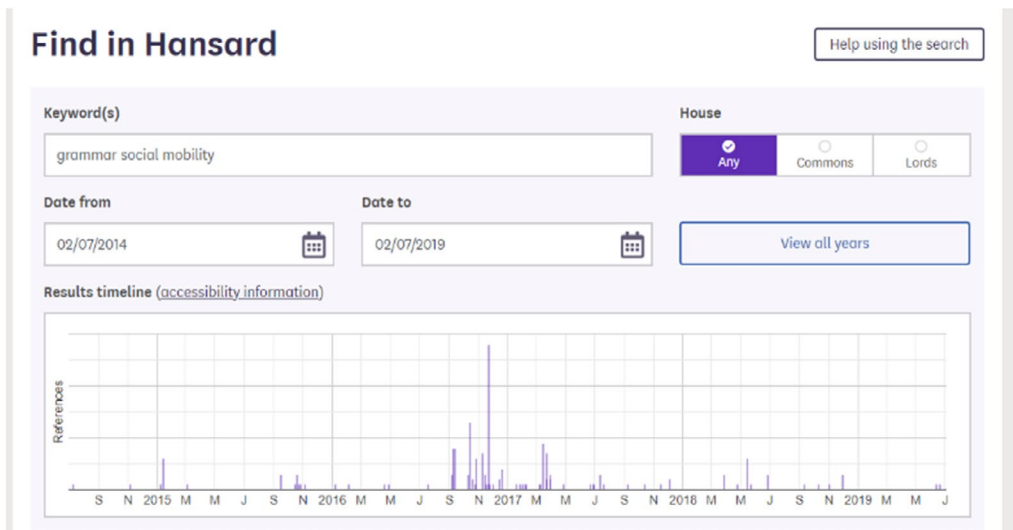 Find in Hansard
Help using the search
Keyword(s)
House
grammar social mobility
Any
Commons
Lords
Date from
Date to
02/07/2014
02/07/2019
View all years
Results timeline (accessibility information)
References
S N 2015 M M J S N 2016 M M J S N 2017 M M J S N 2018 M M J S N 2019 M M J